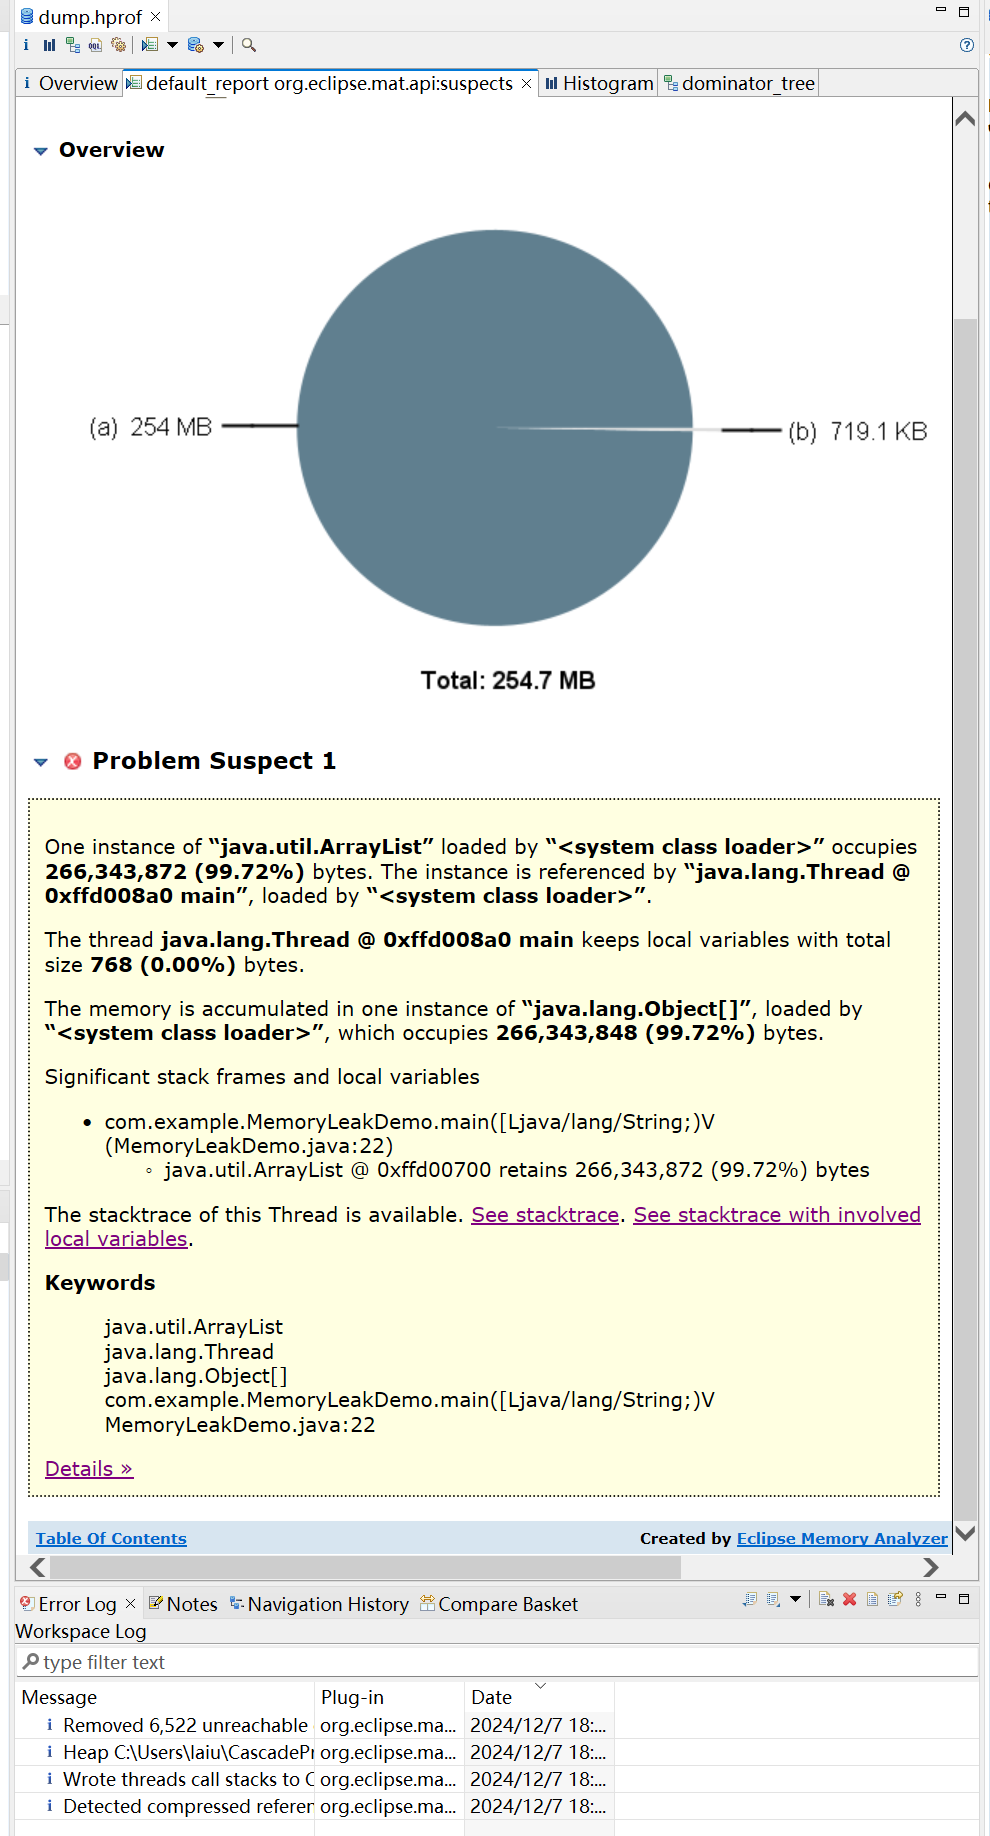 dump.hprof
Overview
default_report org.eclipse.mat.api:suspects
Histogram
dominator_tree
Overview
(a) 254 MB
(b) 719.1 KB
Total: 254.7 MB
Problem Suspect 1
One instance of “java.util.ArrayList” loaded by “<system class loader>” occupies
266,343,872 (99.72%) bytes. The instance is referenced by “java.lang.Thread @
0xffd008a0 main”, loaded by “<system class loader>”.
The thread java.lang.Thread @ 0xffd008a0 main keeps local variables with total
size 768 (0.00%) bytes.
The memory is accumulated in one instance of “java.lang.Object[]”, loaded by
“<system class loader>”, which occupies 266,343,848 (99.72%) bytes.
Significant stack frames and local variables
• com.example.MemoryLeakDemo.main([Ljava/lang/String;)V
(MemoryLeakDemo.java:22)
◦ java.util.ArrayList @ 0xffd00700 retains 266,343,872 (99.72%) bytes
The stacktrace of this Thread is available. See stacktrace. See stacktrace with involved
local variables.
Keywords
java.util.ArrayList
java.lang.Thread
java.lang.Object[]
com.example.MemoryLeakDemo.main([Ljava/lang/String;)V
MemoryLeakDemo.java:22
Details »
Table Of Contents
Created by Eclipse Memory Analyzer
Error Log
Notes
Navigation History
Compare Basket
Workspace Log
type filter text
Message Plug-in Date
Removed 6,522 unreachable org.eclipse.ma... 2024/12/7 18:...
Heap C:\Users\laiu\CascadePr org.eclipse.ma... 2024/12/7 18:...
Wrote threads call stacks to C org.eclipse.ma... 2024/12/7 18:...
Detected compressed referen org.eclipse.ma... 2024/12/7 18:...